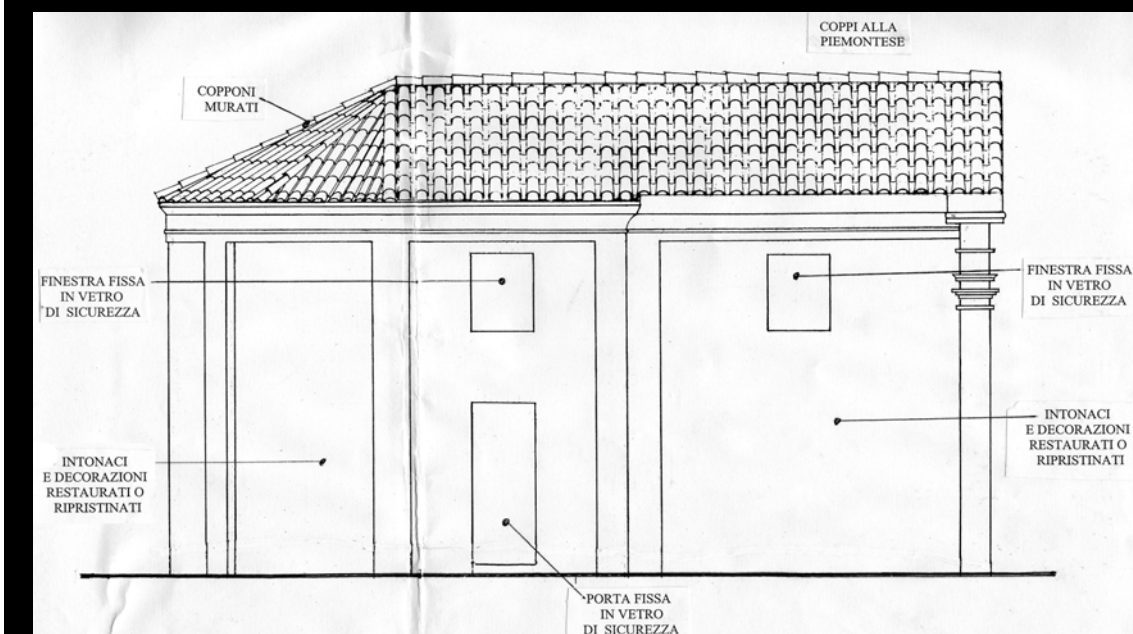 COPPI ALLA
PIEMONTESE
COPPONI
MURATI
FINESTRA FISSA
IN VETRO
DI SICUREZZA
FINESTRA FISSA
IN VETRO
DI SICUREZZA
INTONACI
E DECORAZIONI
RESTAURATI O
RIPRISTINATI
INTONACI
E DECORAZIONI
RESTAURATI O
RIPRISTINATI
PORTA FISSA
IN VETRO
DI SICUREZZA